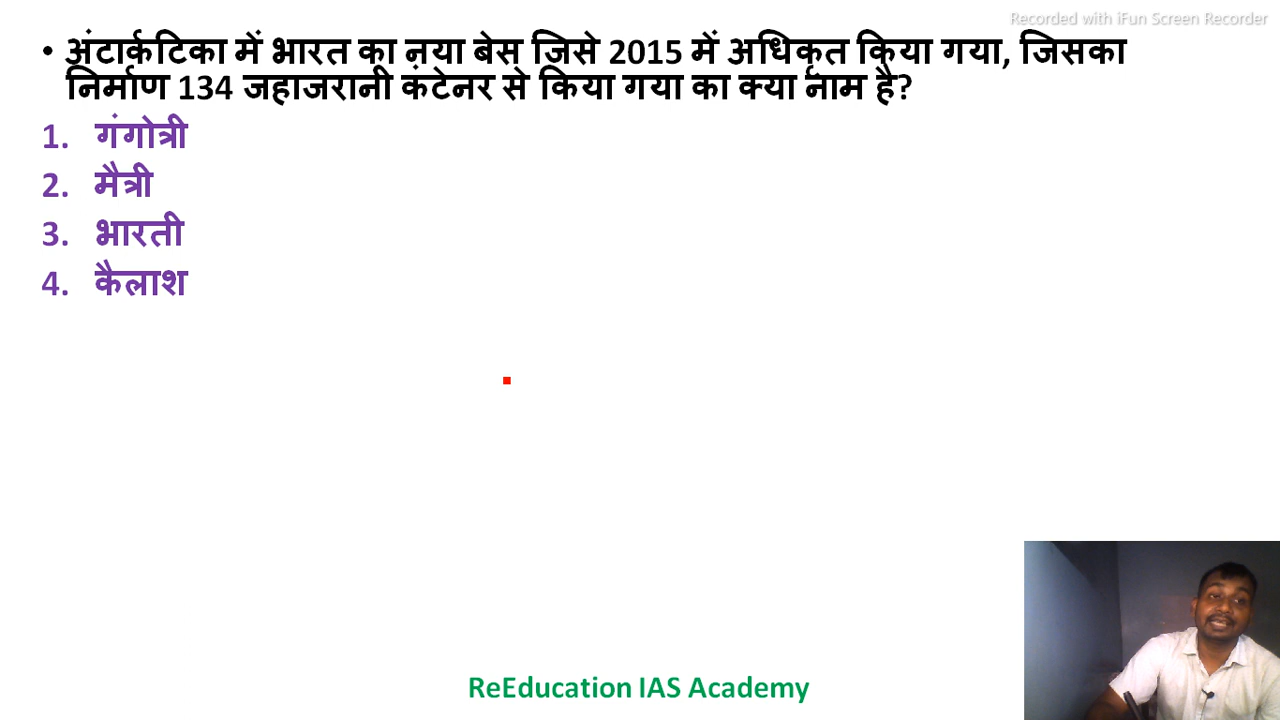 Recorded with iFun Screen Recorder
• अंटार्कटिका में भारत का नया बेस जिसे 2015 में अधिकृत किया गया, जिसका
निर्माण 134 जहाजरानी कंटेनर से किया गया का क्या नाम है?
1. गंगोत्री
2. मैत्री
3. भारती
4. कैलाश
ReEducation IAS Academy